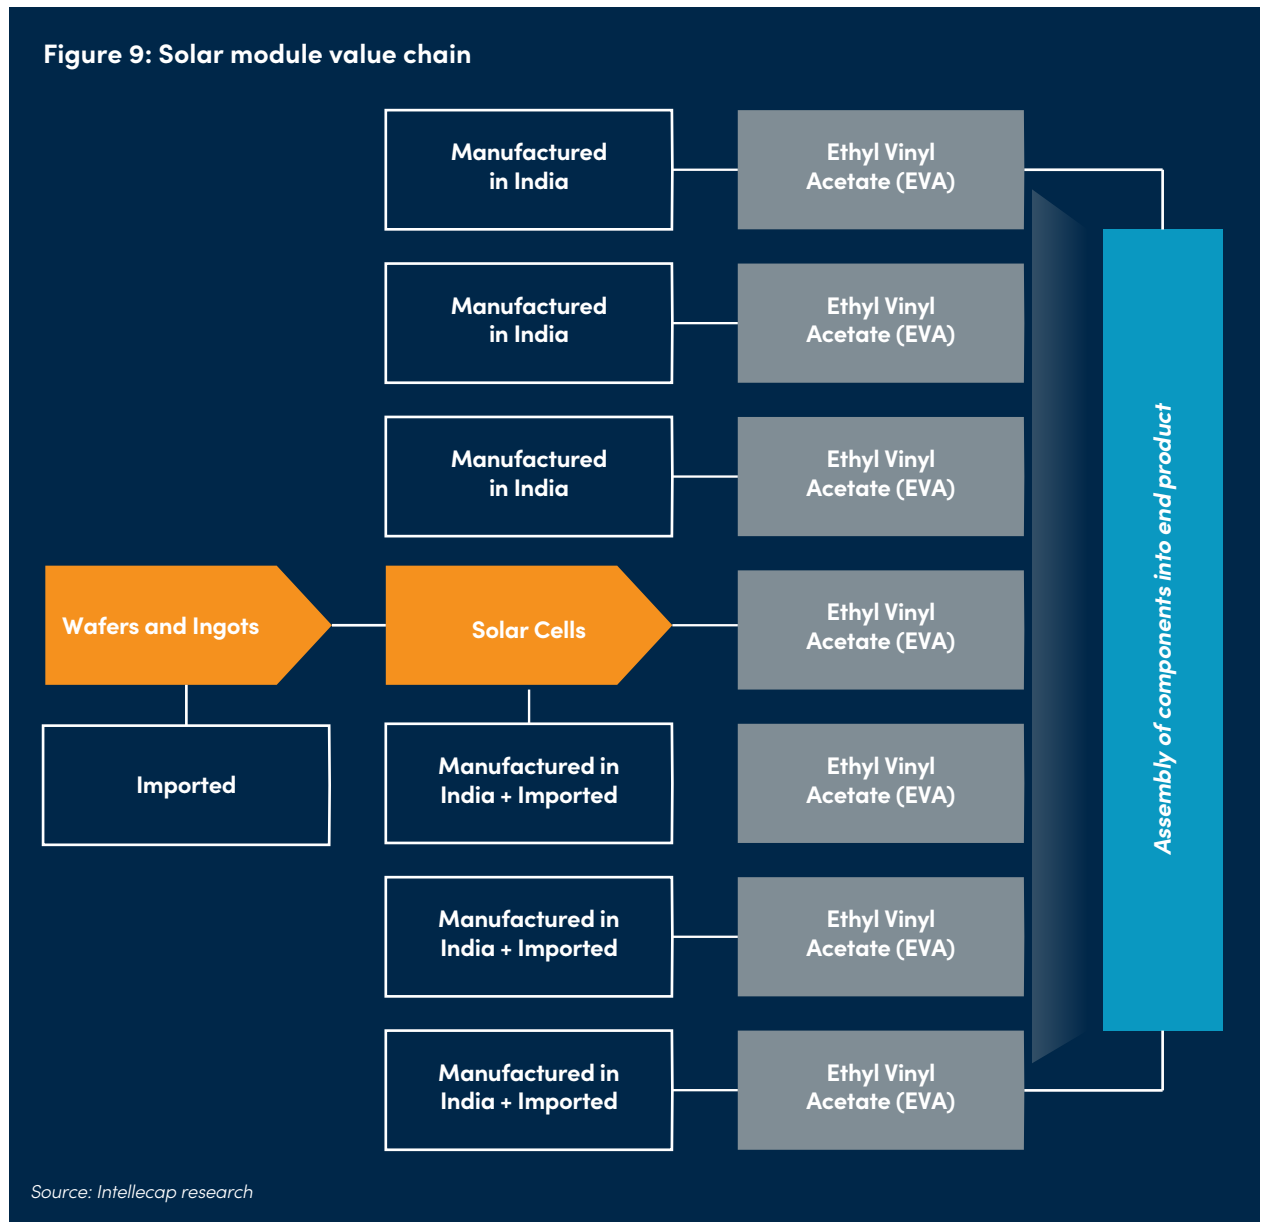 Figure 9: Solar module value chain
Manufactured
in India
Ethyl Vinyl
Acetate (EVA)
Manufactured
in India
Ethyl Vinyl
Acetate (EVA)
Manufactured
in India
Ethyl Vinyl
Acetate (EVA)
Wafers and Ingots
Solar Cells
Ethyl Vinyl
Acetate (EVA)
Imported
Manufactured in
India + Imported
Ethyl Vinyl
Acetate (EVA)
Manufactured in
India + Imported
Ethyl Vinyl
Acetate (EVA)
Manufactured in
India + Imported
Ethyl Vinyl
Acetate (EVA)
Assembly of components into end product
Source: Intellecap research